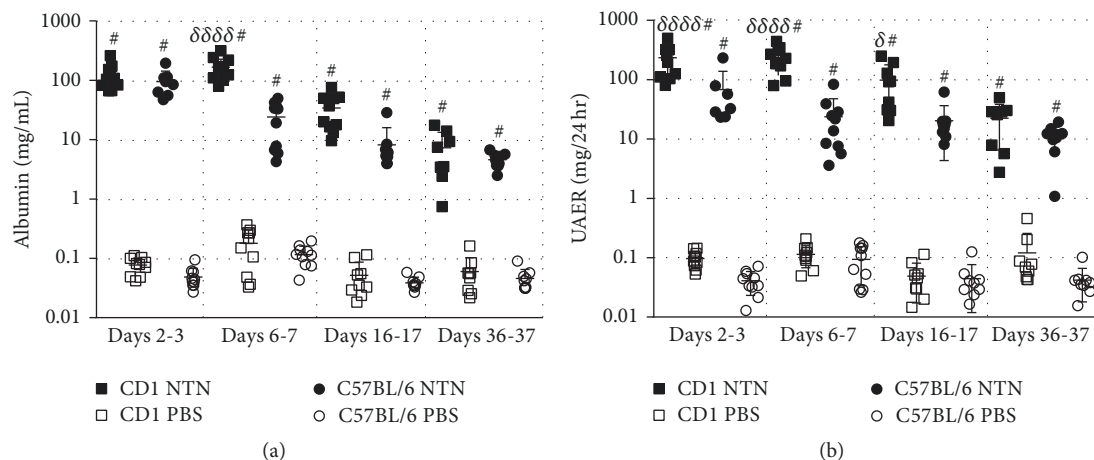 1000
100
10
1
0.1
0.01
Albumin (mg/mL)
# # δδδδ # # # # # #
Days 2-3 Days 6-7 Days 16-17 Days 36-37
CD1 NTN C57BL/6 NTN
CD1 PBS C57BL/6 PBS
(a)
1000
100
10
1
0.1
0.01
UAER (mg/24 hr)
δδδδ # # δδδδ # # δ # # # #
Days 2-3 Days 6-7 Days 16-17 Days 36-37
CD1 NTN C57BL/6 NTN
CD1 PBS C57BL/6 PBS
(b)